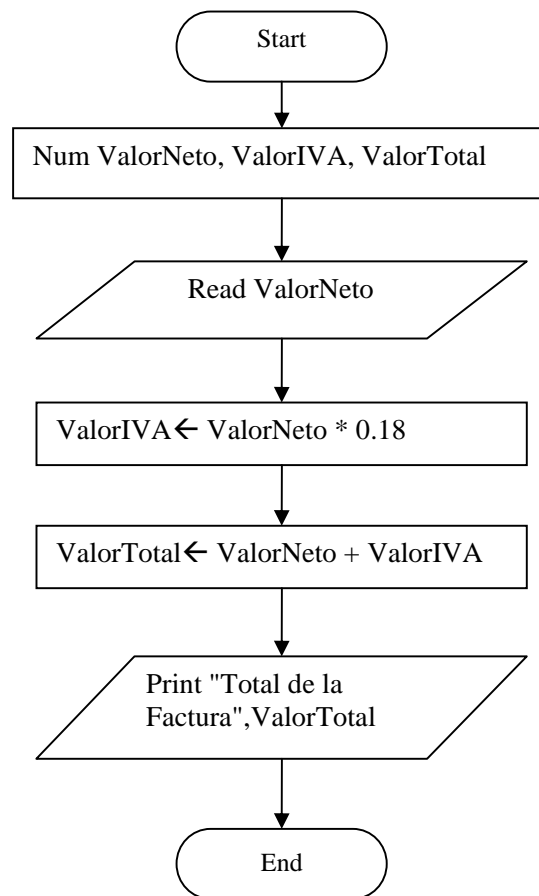 Start
Num ValorNeto, ValorIVA, ValorTotal
Read ValorNeto
ValorIVA← ValorNeto * 0.18
ValorTotal← ValorNeto + ValorIVA
Print "Total de la
Factura",ValorTotal
End